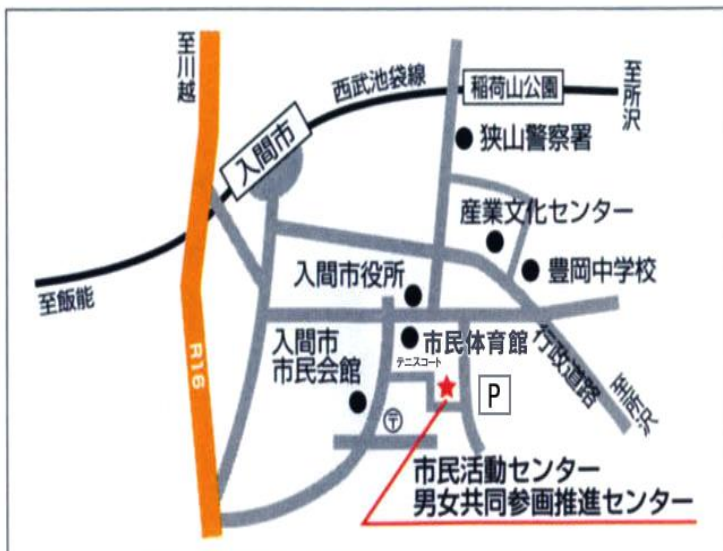 至川越
西武池袋線
稲荷山公園
至所沢
入間市
狭山警察署
産業文化センター
入間市役所
豊岡中学校
至飯能
R16
入間市
市民会館
市民体育館
テニスコート
行政道路
P
〒
至所沢
市民活動センター
男女共同参画推進センター